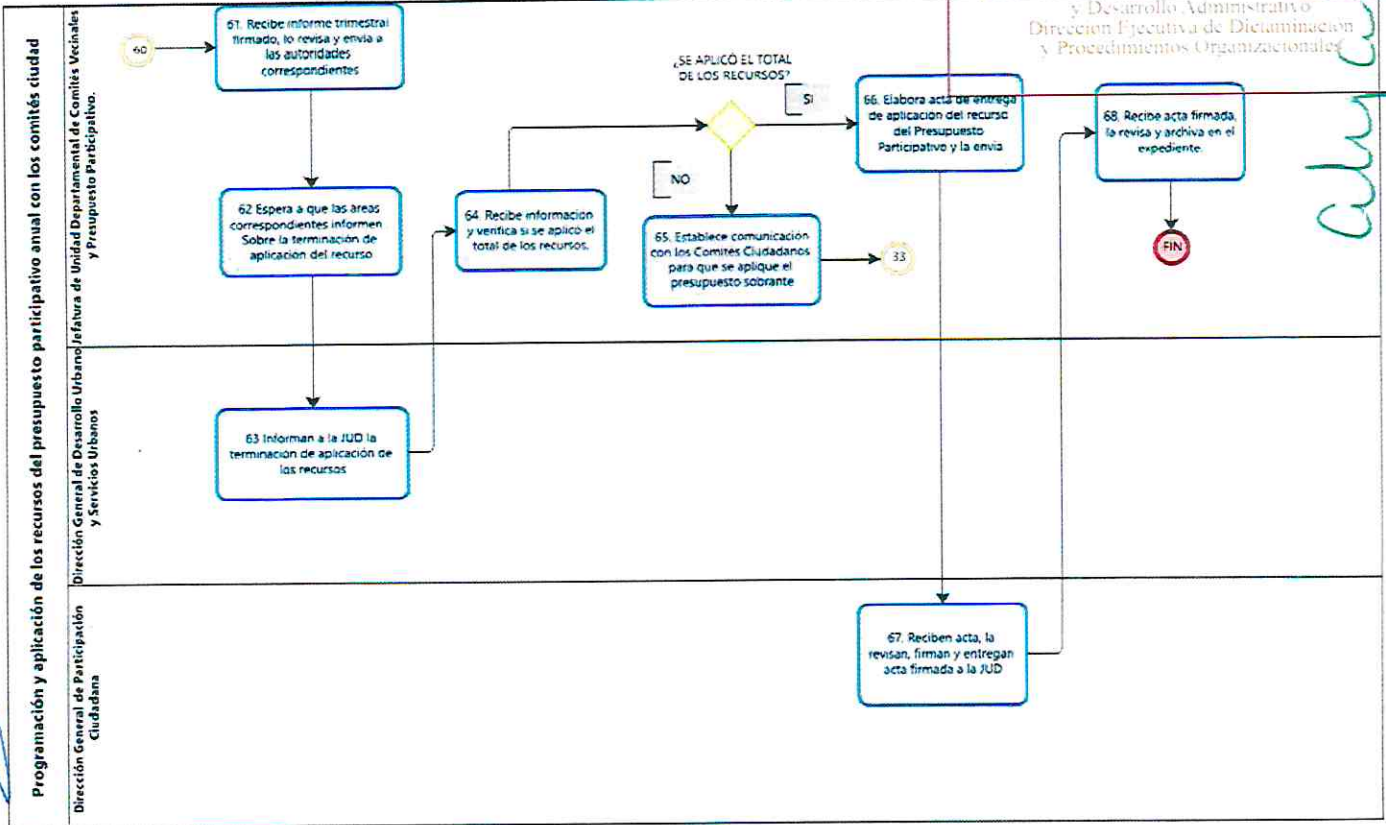 Programación y aplicación de los recursos del presupuesto participativo anual con los comités ciudad
Jefatura de Unidad Departamental de Comités Vecinales
y Presupuesto Participativo.
Dirección General de Desarrollo Urbano
y Servicios Urbanos
Dirección General de Participación
Ciudadana
y Desarrollo Administrativo
Dirección Ejecutiva de Dictaminación
y Procedimientos Organizacionales
60
61. Recibe informe trimestral
firmado, lo revisa y envia a
las autoridades
correspondientes
62 Espera a que las áreas
correspondientes informen
Sobre la terminación de
aplicación del recurso
63 Informan a la JUD la
terminación de aplicación de
los recursos
64. Recibe información
y verifica si se aplicó el
total de los recursos.
¿SE APLICÓ EL TOTAL
DE LOS RECURSOS?
SI
NO
65. Establece comunicación
con los Comites Ciudadanos
para que se aplique el
presupuesto sobrante
33
66. Elabora acta de entrega
de aplicación del recurso
del Presupuesto
Participativo y la envia
67. Reciben acta, la
revisan, firman y entregan
acta firmada a la JUD
68. Recibe acta firmada,
la revisa y archiva en el
expediente.
FIN